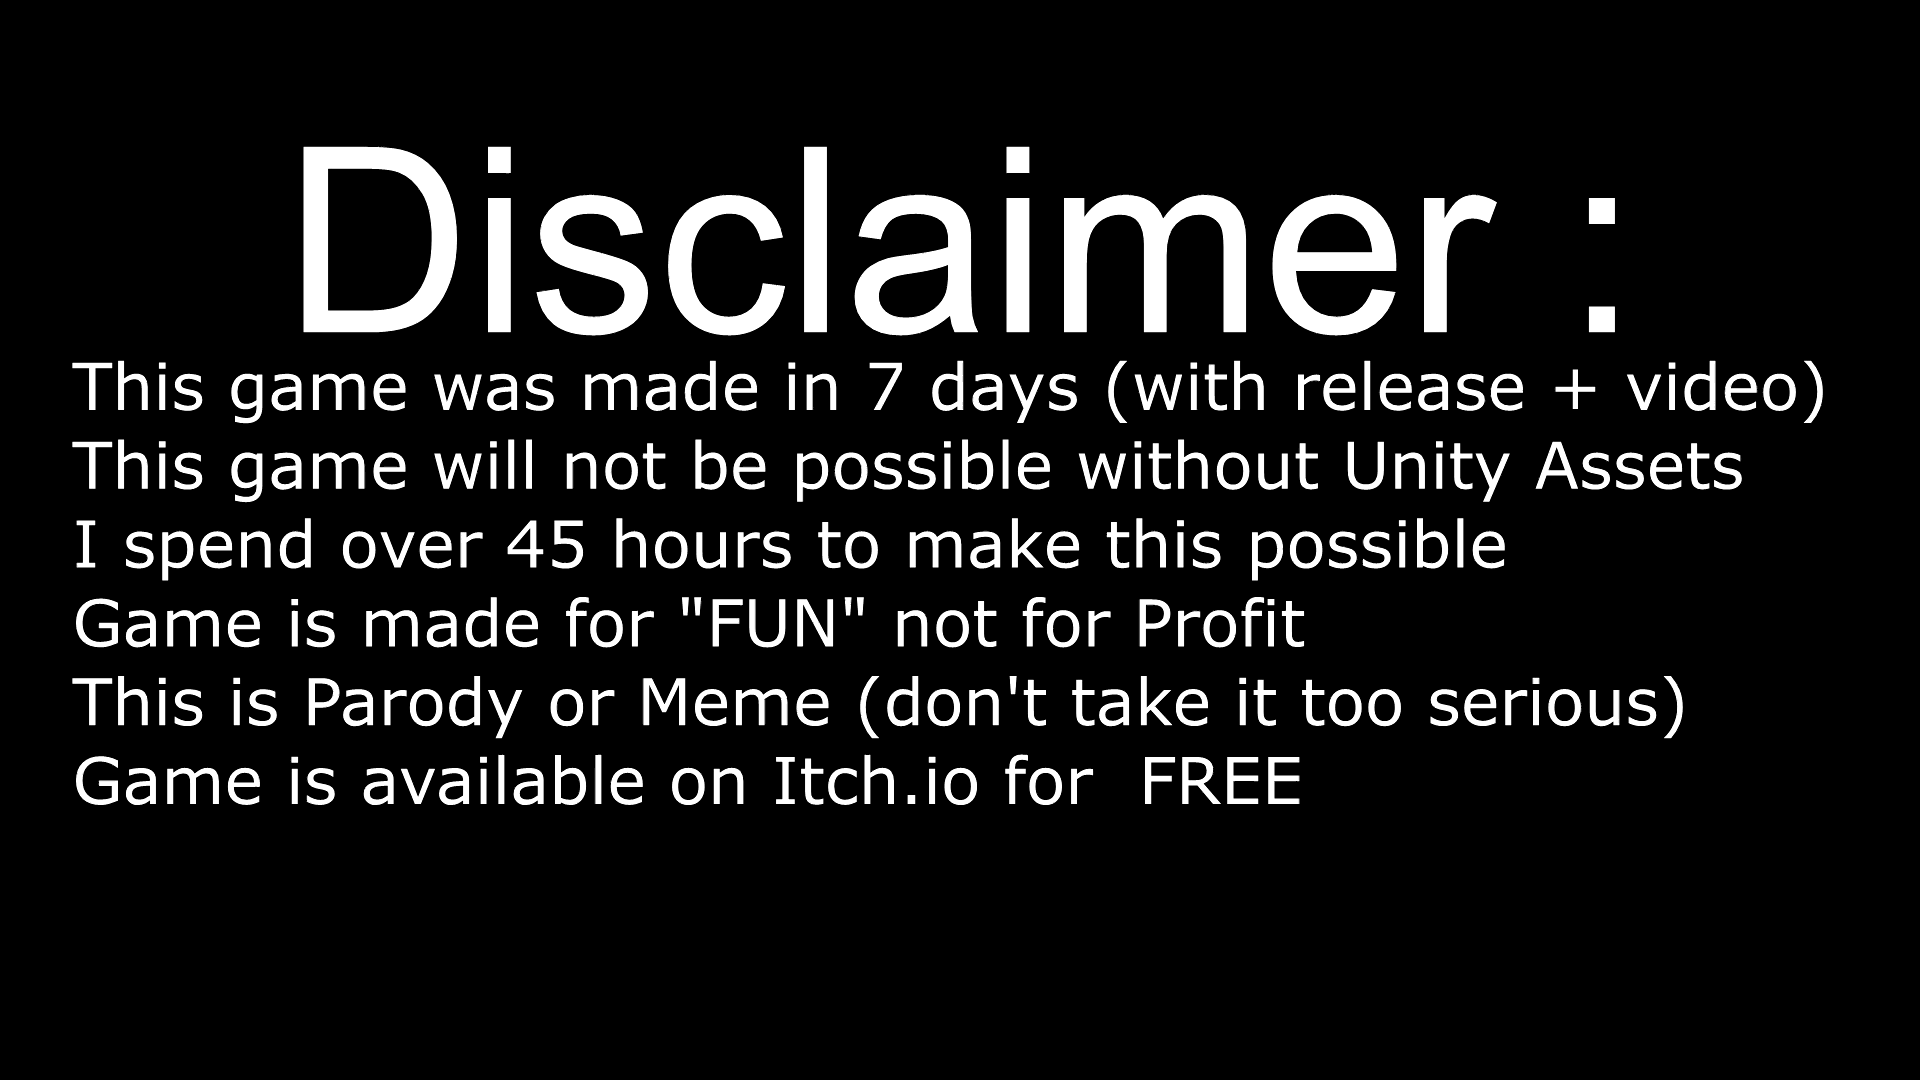 Disclaimer :
This game was made in 7 days (with release + video)
This game will not be possible without Unity Assets
I spend over 45 hours to make this possible
Game is made for "FUN" not for Profit
This is Parody or Meme (don't take it too serious)
Game is available on Itch.io for  FREE